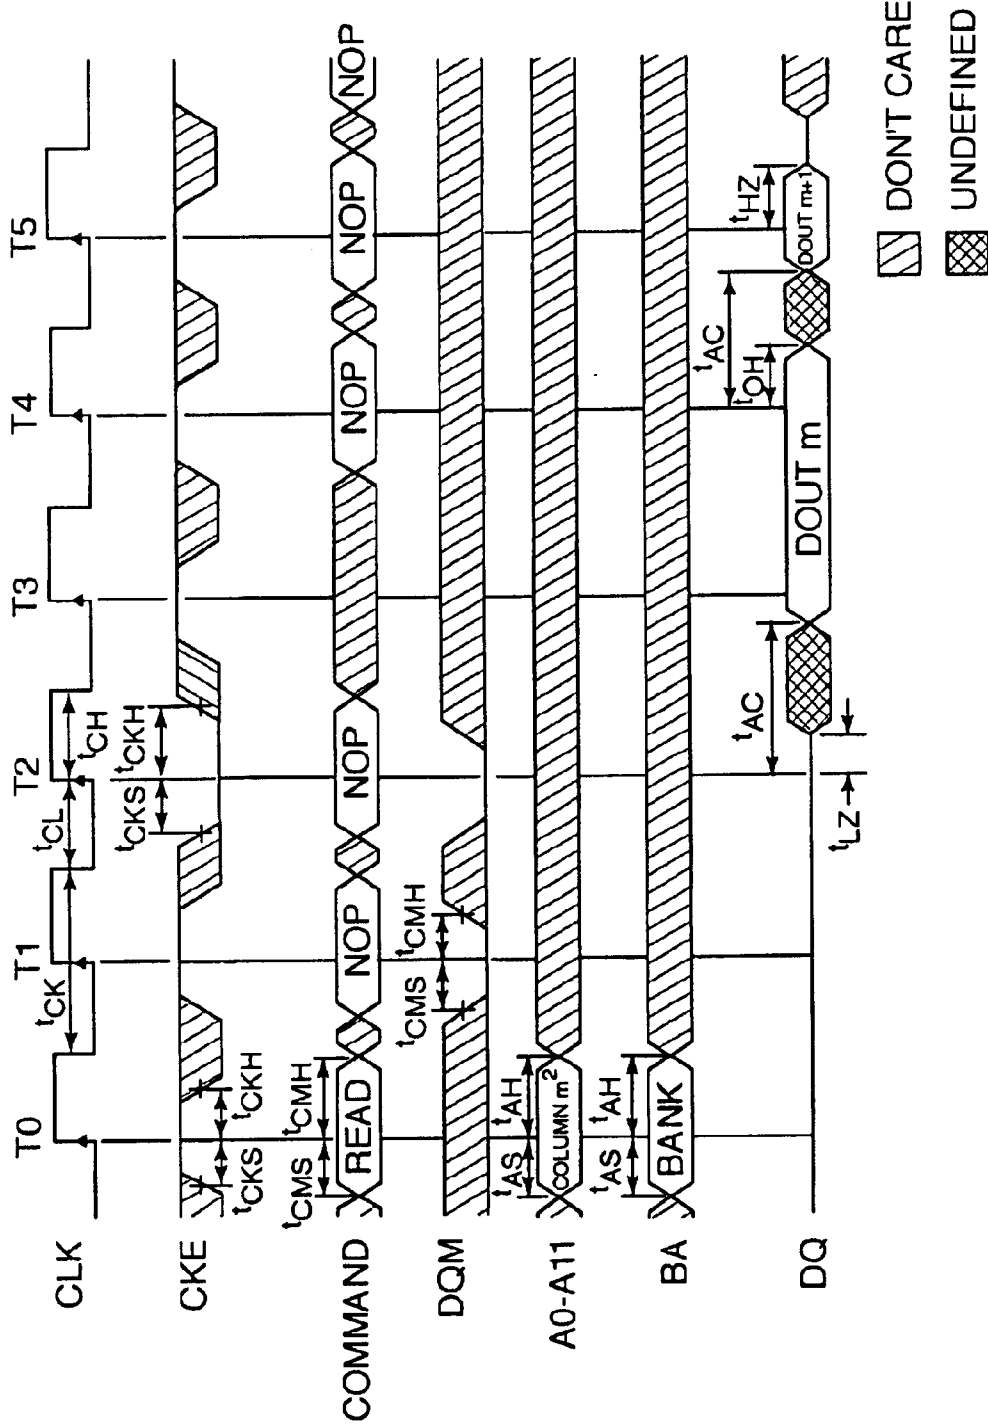 T0 T1 T2 T3 T4 T5
CLK
tCK tCL tCH
CKE
tCKS tCKH tCKS tCKH
COMMAND
tCMS tCMH
READ NOP NOP NOP NOP NOP
DQM
tCMS tCMH
A0-A11
tAS tAH
COLUMN m²
BA
tAS tAH
BANK
DQ
tLZ tAC tAC tOH tHZ
DOUT m DOUT m+1
DON'T CARE
UNDEFINED